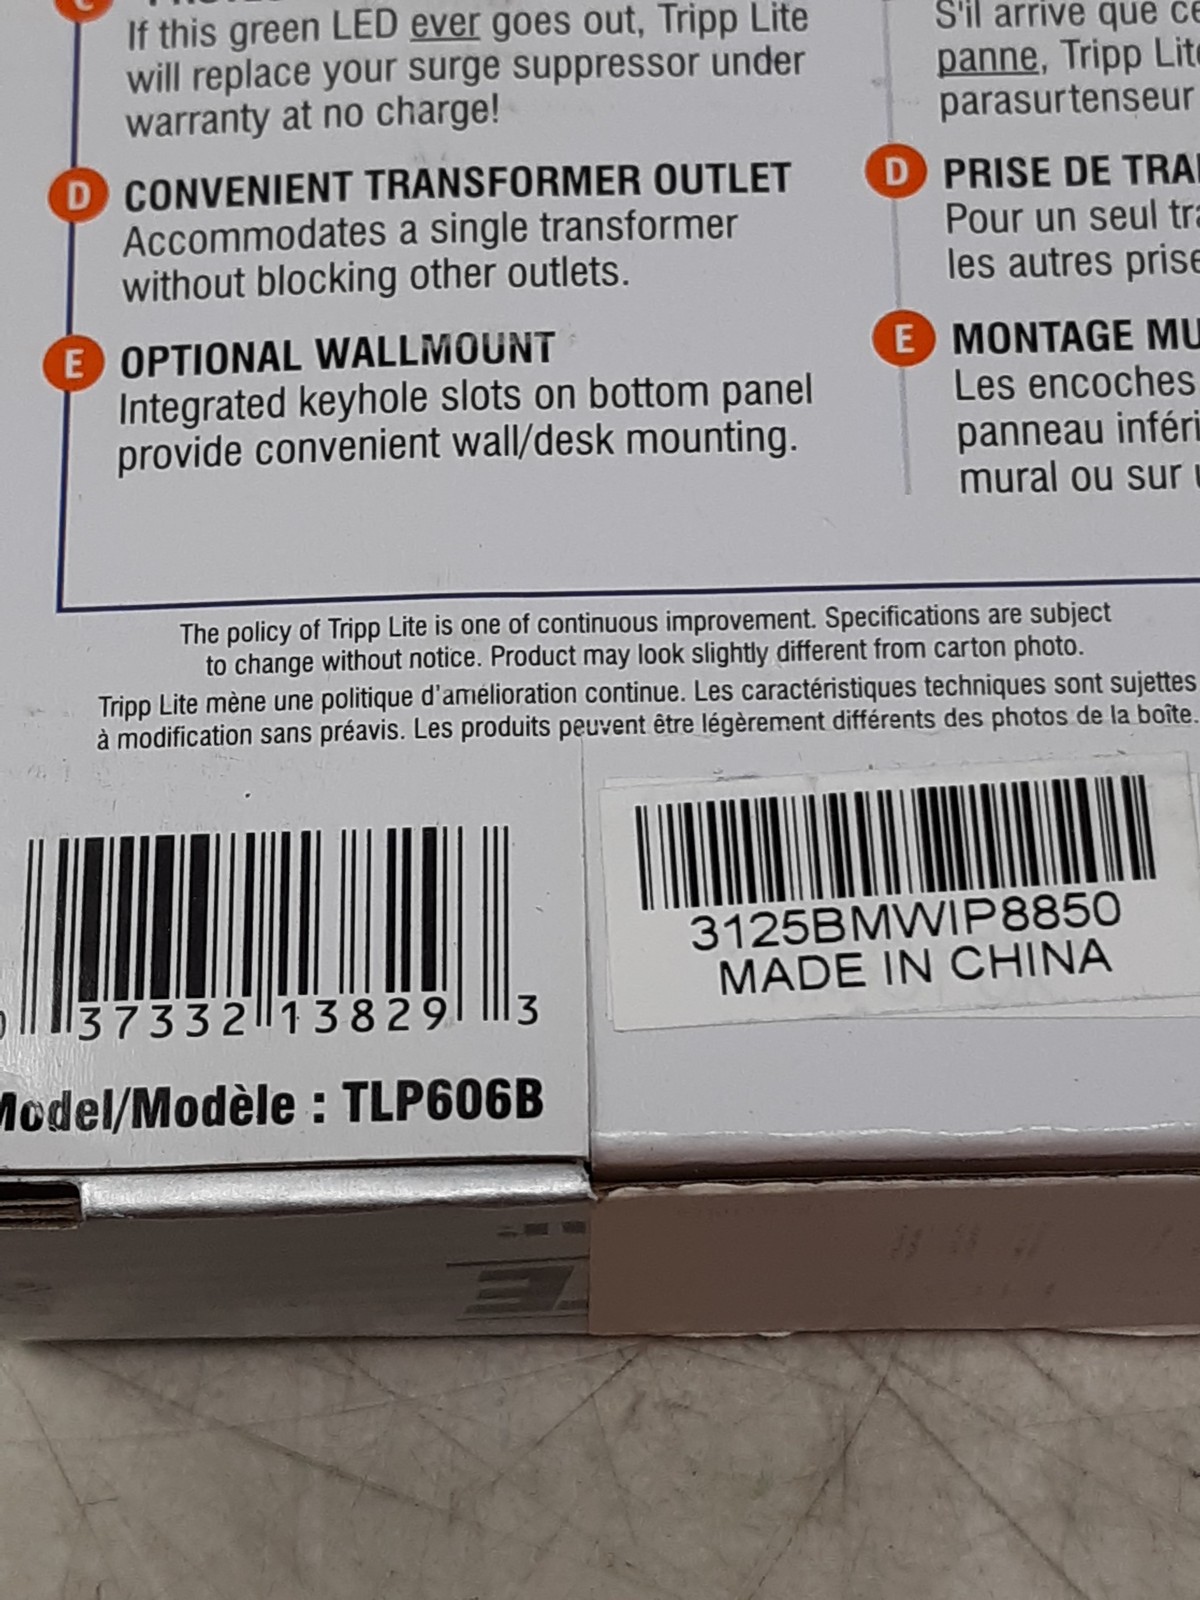 If this green LED ever goes out, Tripp Lite
will replace your surge suppressor under
warranty at no charge!
D CONVENIENT TRANSFORMER OUTLET
Accommodates a single transformer
without blocking other outlets.
E OPTIONAL WALLMOUNT
Integrated keyhole slots on bottom panel
provide convenient wall/desk mounting.
S'il arrive que ce
panne, Tripp Lite
parasurtenseur
D PRISE DE TRA
Pour un seul tra
les autres prise
E MONTAGE MU
Les encoches
panneau inféri
mural ou sur u
The policy of Tripp Lite is one of continuous improvement. Specifications are subject
to change without notice. Product may look slightly different from carton photo.
Tripp Lite mène une politique d'amélioration continue. Les caractéristiques techniques sont sujettes
à modification sans préavis. Les produits peuvent être légèrement différents des photos de la boîte.
0 37332 13829 3
Model/Modèle : TLP606B
3125BMWIP8850
MADE IN CHINA